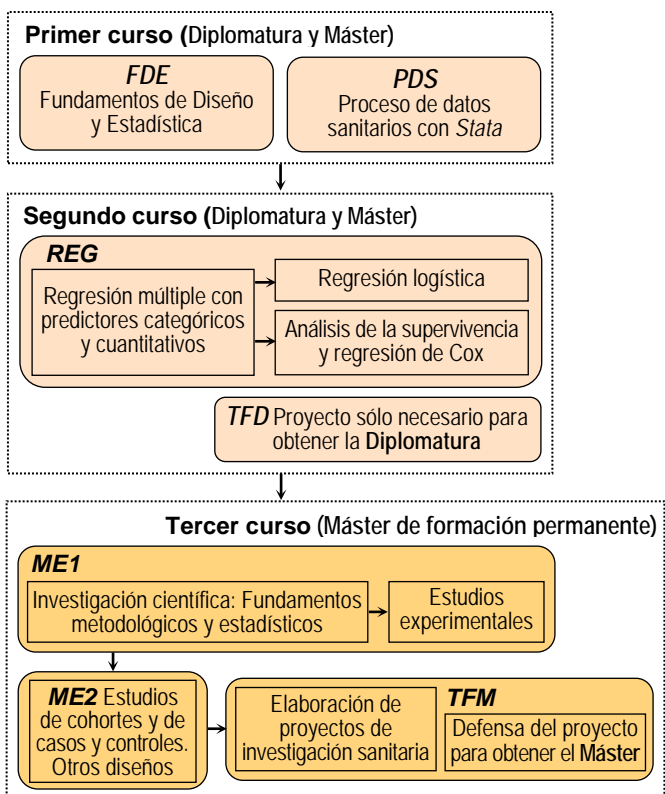 Primer curso (Diplomatura y Máster)
FDE
Fundamentos de Diseño
y Estadística
PDS
Proceso de datos
sanitarios con Stata
Segundo curso (Diplomatura y Máster)
REG
Regresión múltiple con
predictores categóricos
y cuantitativos
Regresión logística
Análisis de la supervivencia
y regresión de Cox
TFD Proyecto sólo necesario para
obtener la Diplomatura
Tercer curso (Máster de formación permanente)
ME1
Investigación científica: Fundamentos
metodológicos y estadísticos
Estudios
experimentales
ME2 Estudios
de cohortes y de
casos y controles.
Otros diseños
Elaboración de
proyectos de
investigación sanitaria
TFM
Defensa del proyecto
para obtener el Máster